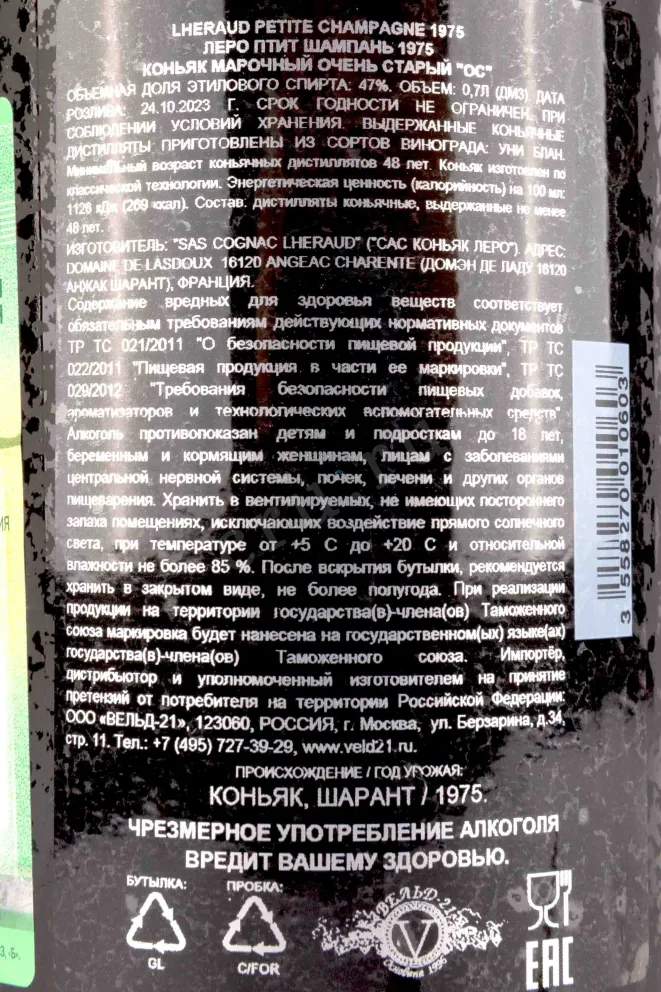 LHERAUD PETITE CHAMPAGNE 1975
ЛЕРО ПТИТ ШАМПАНЬ 1975
КОНЬЯК МАРОЧНЫЙ ОЧЕНЬ СТАРЫЙ "ОС"
ОБЪЕМНАЯ ДОЛЯ ЭТИЛОВОГО СПИРТА: 47%. ОБЪЕМ: 0,7Л (ДМ3). ДАТА
РОЗЛИВА: 24.10.2023 Г. СРОК ГОДНОСТИ НЕ ОГРАНИЧЕН ПРИ
СОБЛЮДЕНИИ УСЛОВИЙ ХРАНЕНИЯ. ВЫДЕРЖАННЫЕ КОНЬЯЧНЫЕ
ДИСТИЛЛЯТЫ ПРИГОТОВЛЕНЫ ИЗ СОРТОВ ВИНОГРАДА: УНИ БЛАН.
Минимальный возраст коньячных дистиллятов 48 лет. Коньяк изготовлен по
классической технологии. Энергетическая ценность (калорийность) на 100 мл:
1126 кДж (269 ккал). Состав: дистилляты коньячные, выдержанные не менее
48 лет.
ИЗГОТОВИТЕЛЬ: "SAS COGNAC LHERAUD" ("САС КОНЬЯК ЛЕРО"). АДРЕС:
DOMAINE DE LASDOUX 16120 ANGEAC CHARENTE (ДОМЭН ДЕ ЛАДУ 16120
АНЖАК ШАРАНТ), ФРАНЦИЯ.
Содержание вредных для здоровья веществ соответствует
обязательным требованиям действующих нормативных документов
ТР ТС 021/2011 "О безопасности пищевой продукции", ТР ТС
022/2011 "Пищевая продукция в части ее маркировки", ТР ТС
029/2012 "Требования безопасности пищевых добавок,
ароматизаторов и технологических вспомогательных средств"
Алкоголь противопоказан детям и подросткам до 18 лет,
беременным и кормящим женщинам, лицам с заболеваниями
центральной нервной системы, почек, печени и других органов
пищеварения. Хранить в вентилируемых, не имеющих постороннего
запаха помещениях, исключающих воздействие прямого солнечного
света, при температуре от +5 С до +20 С и относительной
влажности не более 85 %. После вскрытия бутылки, рекомендуется
хранить в закрытом виде, не более полугода. При реализации
продукции на территории государства(в)-члена(ов) Таможенного
союза маркировка будет нанесена на государственном(ых) языке(ах)
государства(в)-члена(ов) Таможенного союза. Импортёр,
дистрибьютор и уполномоченный изготовителем на принятие
претензий от потребителя на территории Российской Федерации:
ООО «ВЕЛЬД-21», 123060, РОССИЯ, г. Москва, ул. Берзарина, д.34,
стр. 11. Тел.: +7 (495) 727-39-29, www.veld21.ru.
ПРОИСХОЖДЕНИЕ / ГОД УРОЖАЯ:
КОНЬЯК, ШАРАНТ / 1975.
ЧРЕЗМЕРНОЕ УПОТРЕБЛЕНИЕ АЛКОГОЛЯ
ВРЕДИТ ВАШЕМУ ЗДОРОВЬЮ.
БУТЫЛКА: ПРОБКА:
GL C/FOR
ВЕЛЬД-21
V
Основана 1996
EAC
3 558270 010603